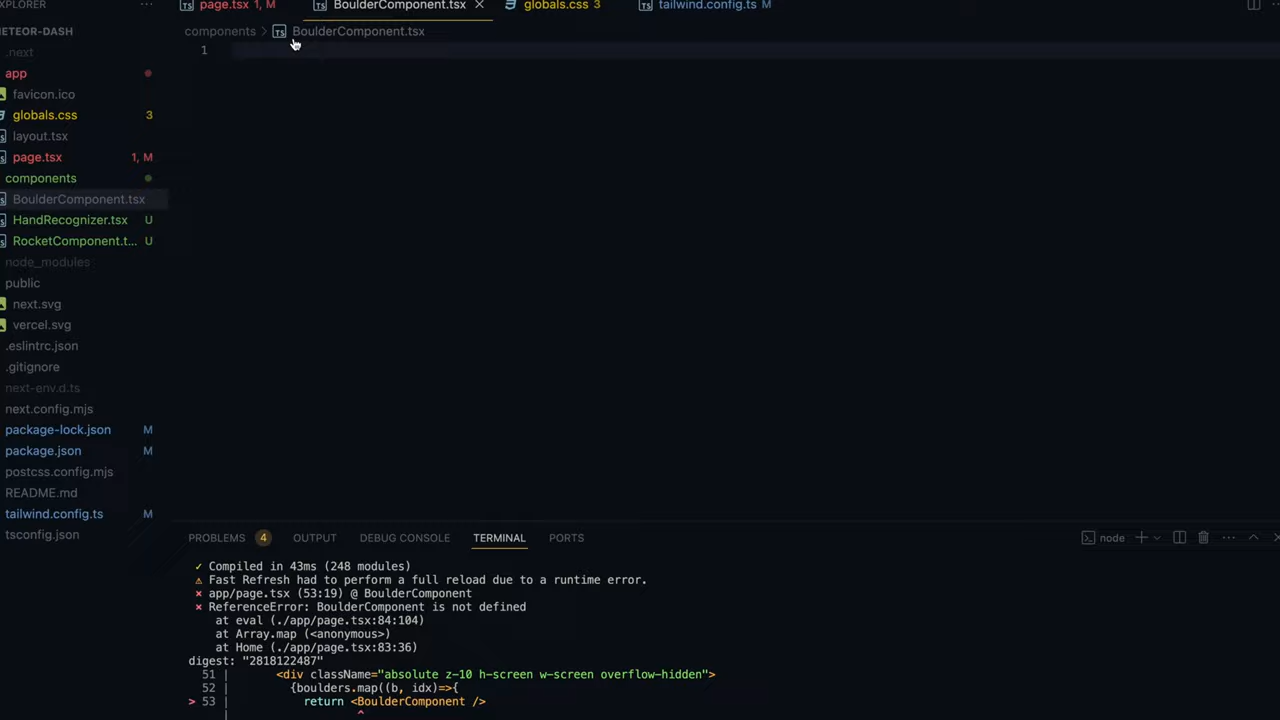 XPLORER ···
page.tsx 1, M
BoulderComponent.tsx
globals.css 3
tailwind.config.ts M
components > BoulderComponent.tsx
1
ETEOR-DASH
.next
app
favicon.ico
globals.css 3
layout.tsx
page.tsx 1, M
components
BoulderComponent.tsx
HandRecognizer.tsx U
RocketComponent.t... U
node_modules
public
next.svg
vercel.svg
.eslintrc.json
.gitignore
next-env.d.ts
next.config.mjs
package-lock.json M
package.json M
postcss.config.mjs
README.md
tailwind.config.ts M
tsconfig.json
PROBLEMS 4 OUTPUT DEBUG CONSOLE TERMINAL PORTS node
✓ Compiled in 43ms (248 modules)
⚠ Fast Refresh had to perform a full reload due to a runtime error.
⨯ app/page.tsx (53:19) @ BoulderComponent
⨯ ReferenceError: BoulderComponent is not defined
at eval (./app/page.tsx:84:104)
at Array.map (<anonymous>)
at Home (./app/page.tsx:83:36)
digest: "2818122487"
51 | <div className="absolute z-10 h-screen w-screen overflow-hidden">
52 | {boulders.map((b, idx)=>{
> 53 | return <BoulderComponent />
| ^